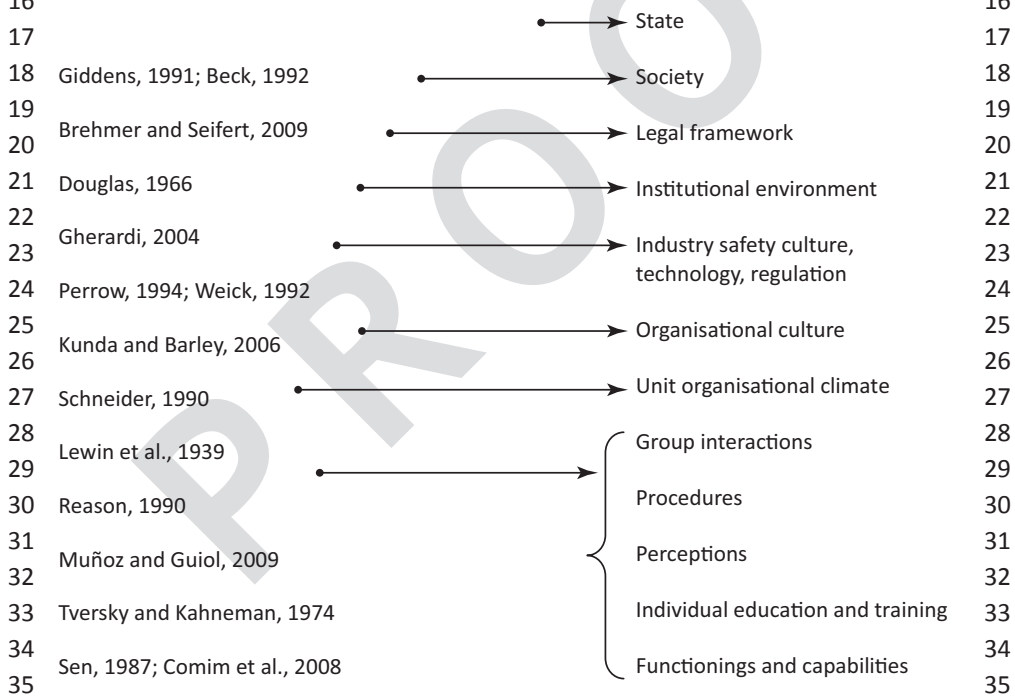 16 16
17 State 17
18 Giddens, 1991; Beck, 1992 Society 18
19 19
20 Brehmer and Seifert, 2009 Legal framework 20
21 Douglas, 1966 Institutional environment 21
22 22
23 Gherardi, 2004 Industry safety culture, 23
technology, regulation
24 Perrow, 1994; Weick, 1992 24
25 Organisational culture 25
26 Kunda and Barley, 2006 26
27 Schneider, 1990 Unit organisational climate 27
28 Group interactions 28
29 Lewin et al., 1939 29
30 Reason, 1990 Procedures 30
31 Muñoz and Guiol, 2009 Perceptions 31
32 32
33 Tversky and Kahneman, 1974 Individual education and training 33
34 34
35 Sen, 1987; Comim et al., 2008 Functionings and capabilities 35
PROO